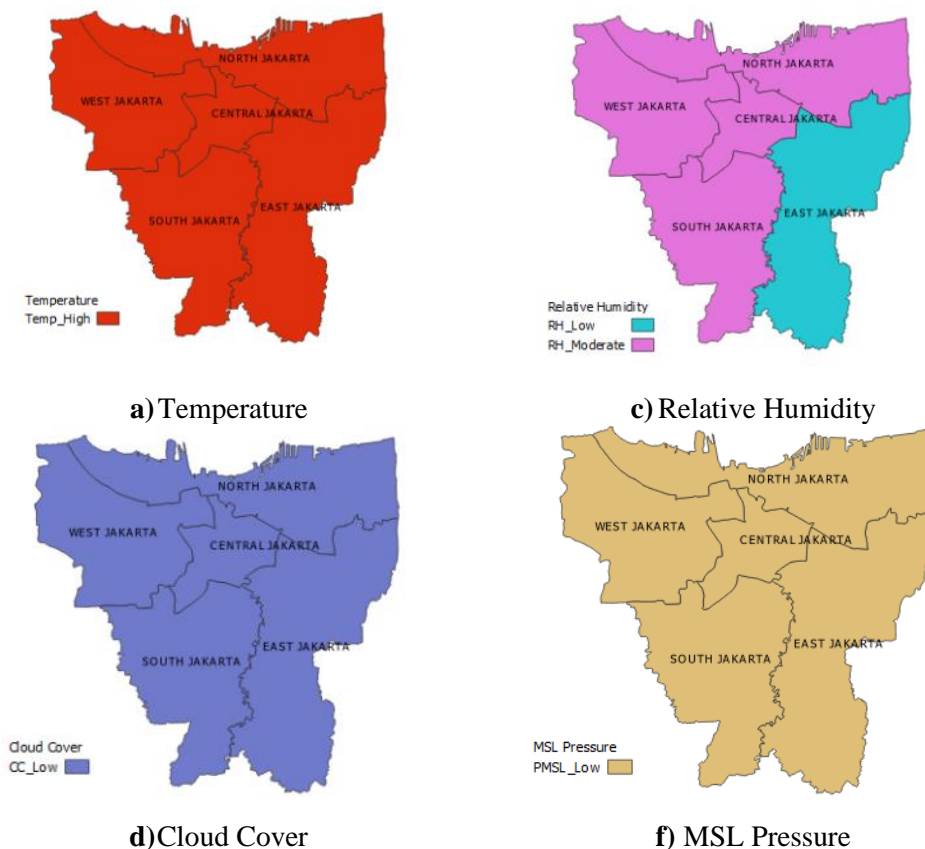 NORTH JAKARTA
WEST JAKARTA
CENTRAL JAKARTA
SOUTH JAKARTA
EAST JAKARTA
Temperature
Temp_High
a) Temperature
NORTH JAKARTA
WEST JAKARTA
CENTRAL JAKARTA
SOUTH JAKARTA
EAST JAKARTA
Relative Humidity
RH_Low
RH_Moderate
c) Relative Humidity
NORTH JAKARTA
WEST JAKARTA
CENTRAL JAKARTA
SOUTH JAKARTA
EAST JAKARTA
Cloud Cover
CC_Low
d) Cloud Cover
NORTH JAKARTA
WEST JAKARTA
CENTRAL JAKARTA
SOUTH JAKARTA
EAST JAKARTA
MSL Pressure
PMSL_Low
f) MSL Pressure